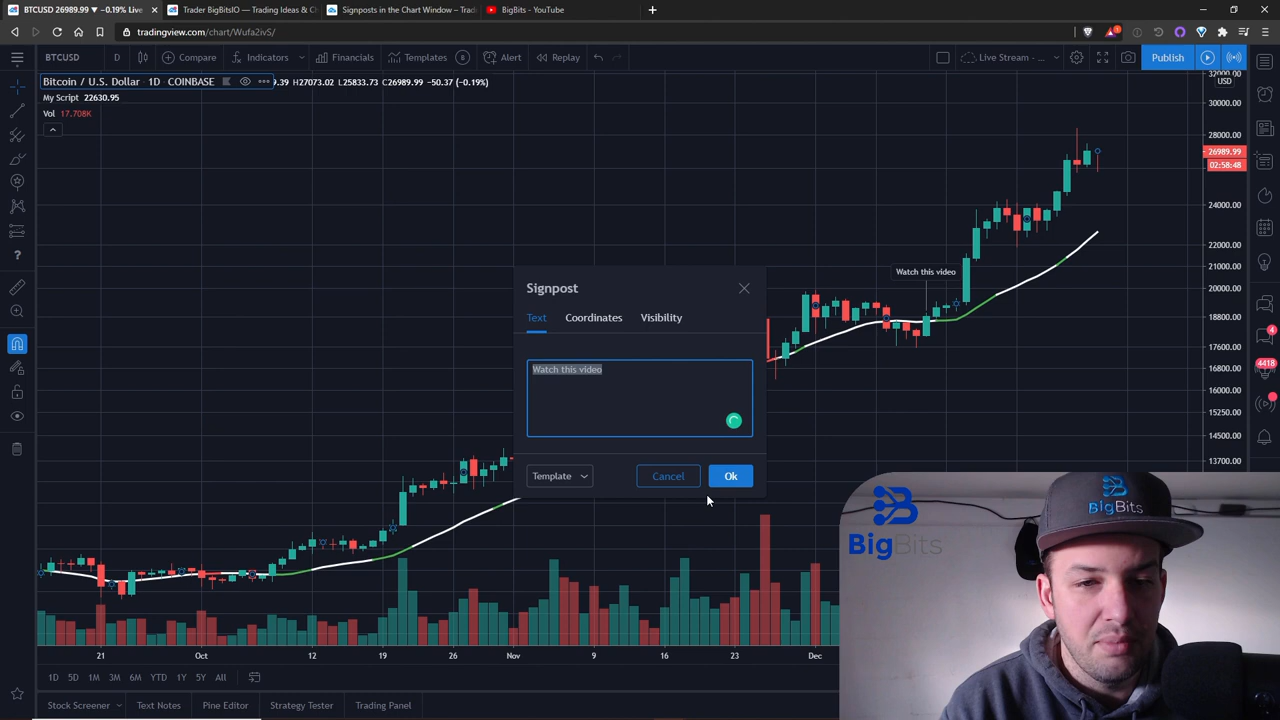 BTCUSD 26989.99 ▼ −0.19% Live
Trader BigBitsIO — Trading Ideas & C
Signposts in the Chart Window – Trad
BigBits - YouTube
tradingview.com/chart/Wufa2ivS/
BTCUSD
D
Compare
Indicators
Financials
Templates
Alert
Replay
Live Stream - ...
Publish
Bitcoin / U.S. Dollar · 1D · COINBASE
9.39 H27073.02 L25833.73 C26989.99 −50.37 (−0.19%)
My Script 22630.95
Vol 17.708K
32000.00
USD
30000.00
28000.00
26989.99
02:58:48
24000.00
22000.00
21000.00
20000.00
18800.00
17600.00
16800.00
16000.00
15250.00
14500.00
13700.00
Watch this video
Signpost
Text
Coordinates
Visibility
Watch this video
Template
Cancel
Ok
4
4418
BigBits
BigBits
21
Oct
12
19
26
Nov
9
16
23
Dec
1D 5D 1M 3M 6M YTD 1Y 5Y All
Stock Screener
Text Notes
Pine Editor
Strategy Tester
Trading Panel